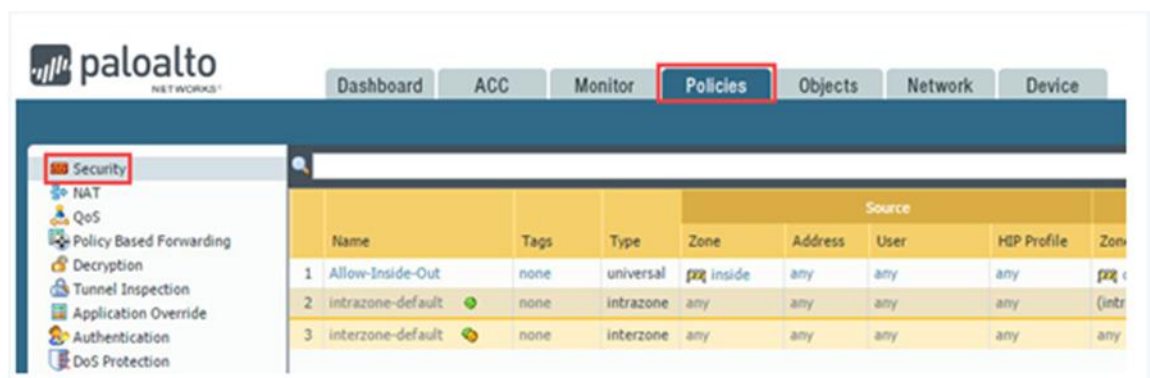 paloalto
NETWORKS
Dashboard ACC Monitor Policies Objects Network Device
Security
NAT
QoS
Policy Based Forwarding
Decryption
Tunnel Inspection
Application Override
Authentication
DoS Protection
Source
Name Tags Type Zone Address User HIP Profile
1 Allow-Inside-Out none universal inside any any any
2 intrazone-default none intrazone any any any any (intr
3 interzone-default none interzone any any any any any